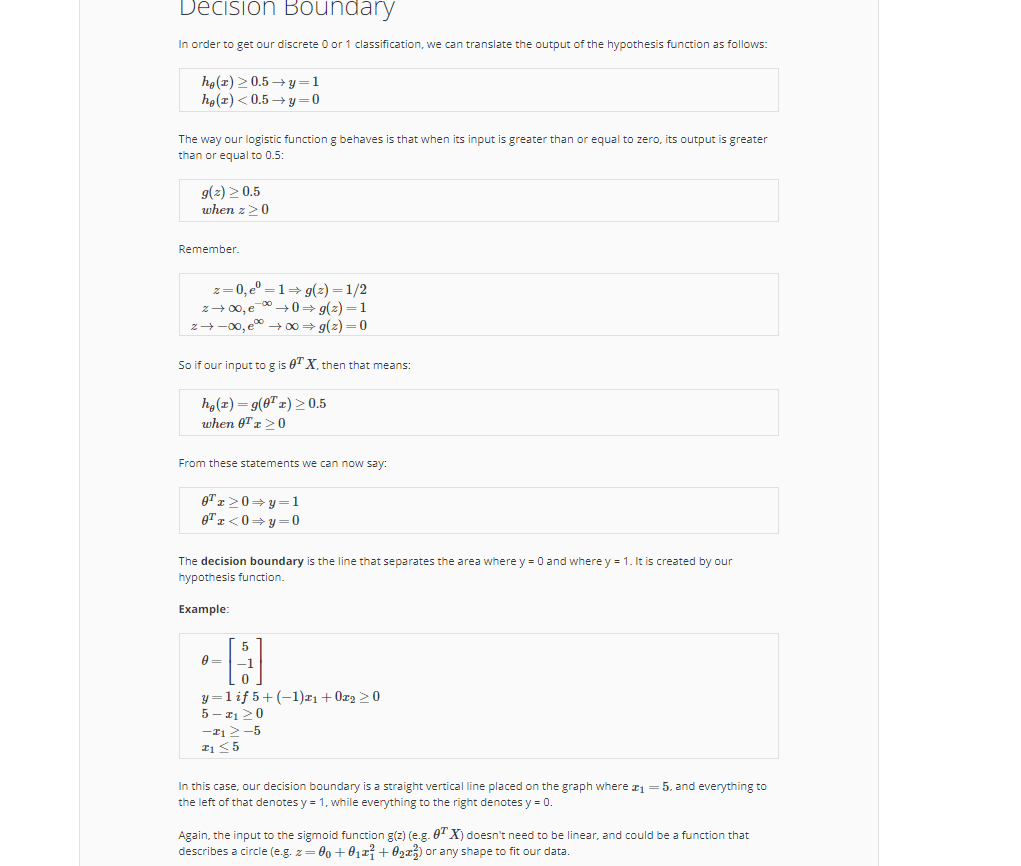 Decision Boundary
In order to get our discrete 0 or 1 classification, we can translate the output of the hypothesis function as follows:
hθ(x) ≥ 0.5 → y = 1
hθ(x) < 0.5 → y = 0
The way our logistic function g behaves is that when its input is greater than or equal to zero, its output is greater
than or equal to 0.5:
g(z) ≥ 0.5
when z ≥ 0
Remember.
z = 0, e⁰ = 1 ⇒ g(z) = 1/2
z → ∞, e^−∞ → 0 ⇒ g(z) = 1
z → −∞, e^∞ → ∞ ⇒ g(z) = 0
So if our input to g is θᵀX, then that means:
hθ(x) = g(θᵀx) ≥ 0.5
when θᵀx ≥ 0
From these statements we can now say:
θᵀx ≥ 0 ⇒ y = 1
θᵀx < 0 ⇒ y = 0
The decision boundary is the line that separates the area where y = 0 and where y = 1. It is created by our
hypothesis function.
Example:
5
θ = −1
0
y = 1 if 5 + (−1)x₁ + 0x₂ ≥ 0
5 − x₁ ≥ 0
−x₁ ≥ −5
x₁ ≤ 5
In this case, our decision boundary is a straight vertical line placed on the graph where x₁ = 5, and everything to
the left of that denotes y = 1, while everything to the right denotes y = 0.
Again, the input to the sigmoid function g(z) (e.g. θᵀX) doesn't need to be linear, and could be a function that
describes a circle (e.g. z = θ₀ + θ₁x₁² + θ₂x₂²) or any shape to fit our data.